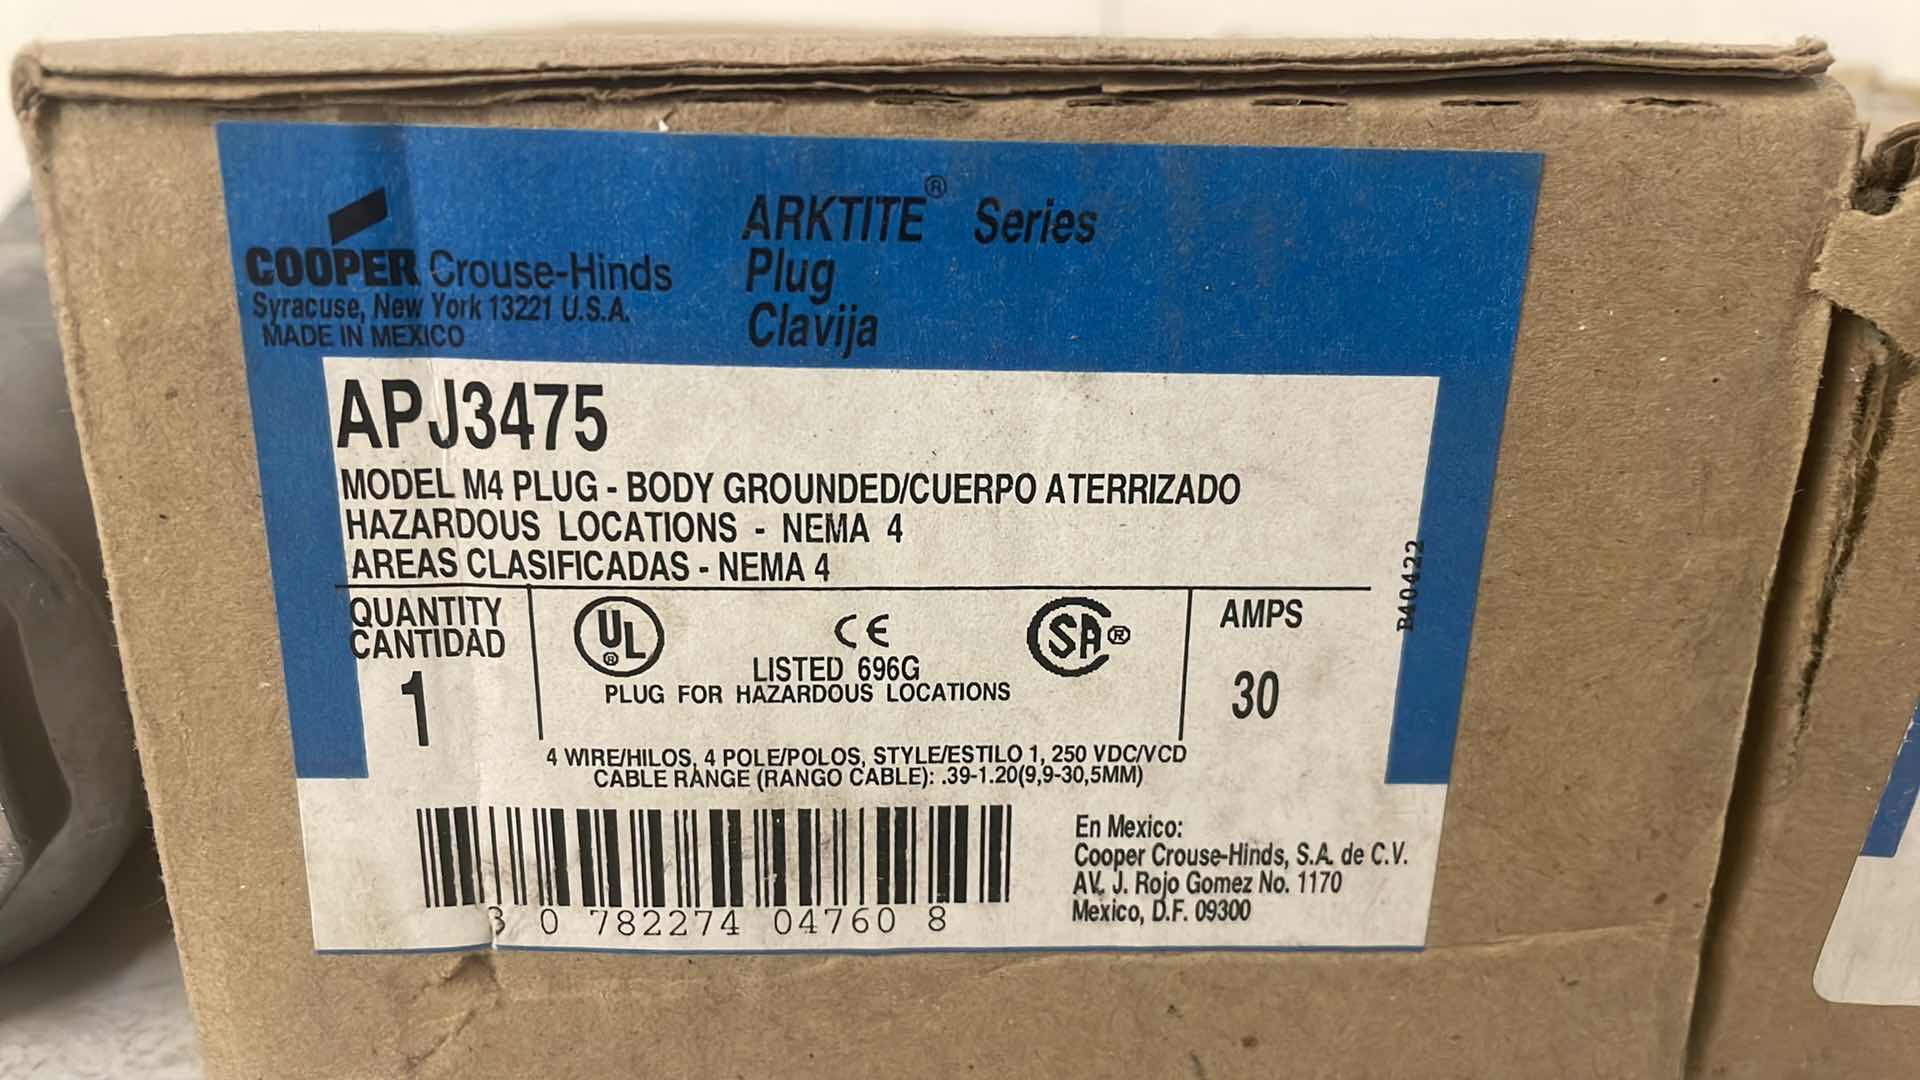 COOPER Crouse-Hinds
Syracuse, New York 13221 U.S.A.
MADE IN MEXICO
ARKTITE® Series
Plug
Clavija
APJ3475
MODEL M4 PLUG - BODY GROUNDED/CUERPO ATERRIZADO
HAZARDOUS LOCATIONS - NEMA 4
AREAS CLASIFICADAS - NEMA 4
QUANTITY
CANTIDAD
1
UL®
CE
LISTED 696G
PLUG FOR HAZARDOUS LOCATIONS
SA®
AMPS
30
B40422
4 WIRE/HILOS, 4 POLE/POLOS, STYLE/ESTILO 1, 250 VDC/VCD
CABLE RANGE (RANGO CABLE): .39-1.20(9,9-30,5MM)
3 0 782274 04760 8
En Mexico:
Cooper Crouse-Hinds, S.A. de C.V.
AV. J. Rojo Gomez No. 1170
Mexico, D.F. 09300